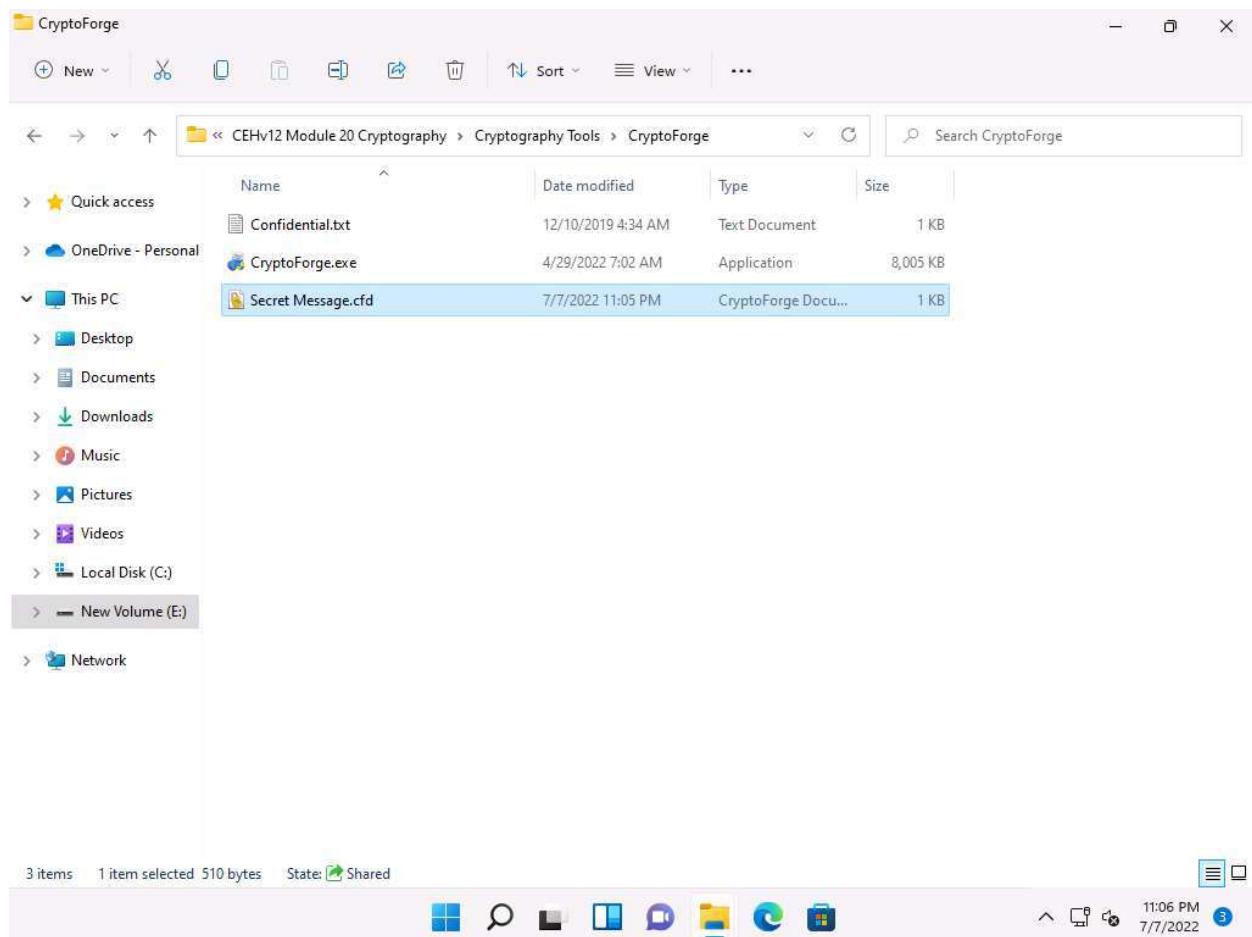 CryptoForge
New Sort View ...
« CEHv12 Module 20 Cryptography > Cryptography Tools > CryptoForge Search CryptoForge
Name Date modified Type Size
Quick access
Confidential.txt 12/10/2019 4:34 AM Text Document 1 KB
OneDrive - Personal
CryptoForge.exe 4/29/2022 7:02 AM Application 8,005 KB
This PC
Secret Message.cfd 7/7/2022 11:05 PM CryptoForge Docu... 1 KB
Desktop
Documents
Downloads
Music
Pictures
Videos
Local Disk (C:)
New Volume (E:)
Network
3 items 1 item selected 510 bytes State: Shared
11:06 PM
7/7/2022 3